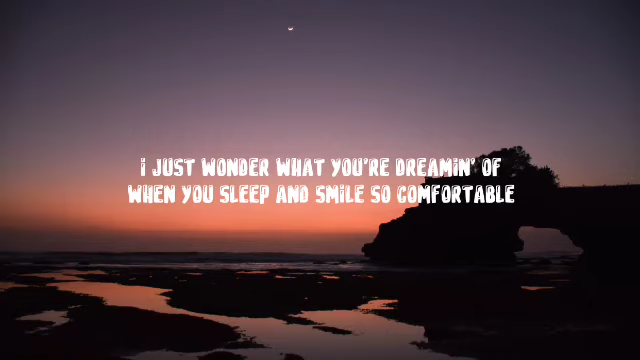 I JUST WONDER WHAT YOU'RE DREAMIN' OF
WHEN YOU SLEEP AND SMILE SO COMFORTABLE